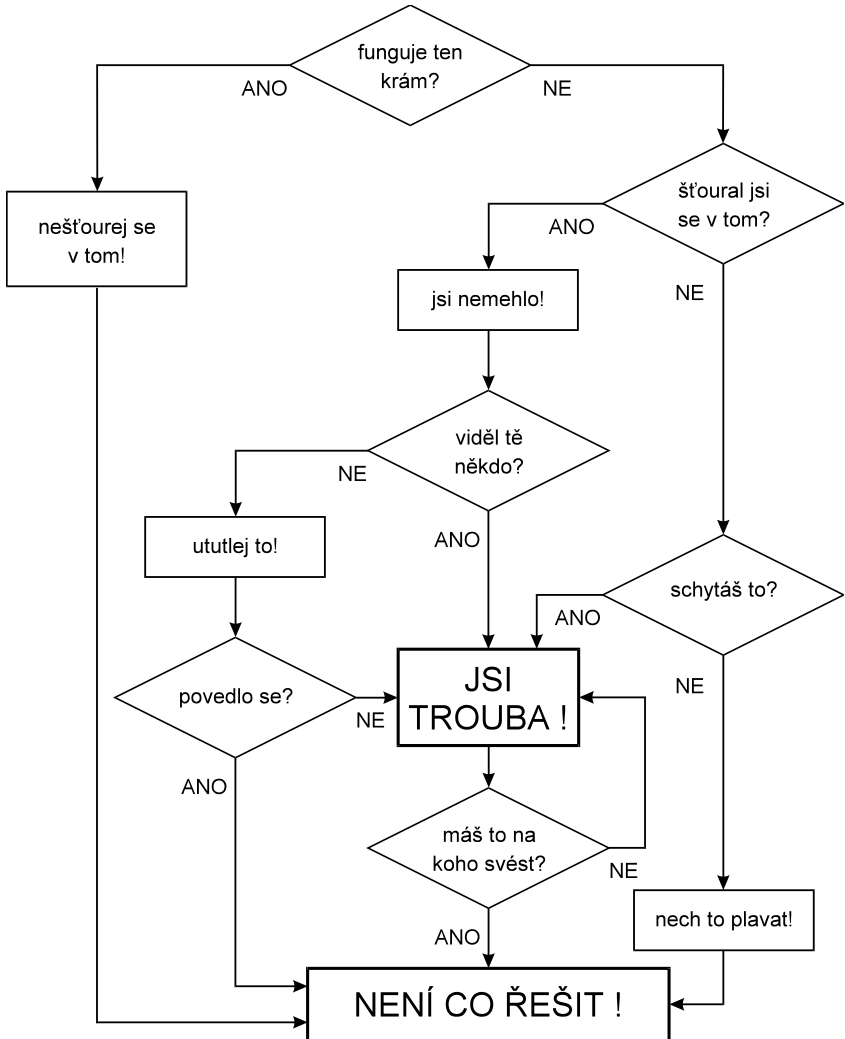 funguje ten
krám?
ANO
NE
šťoural jsi
se v tom?
nešťourej se
v tom!
ANO
jsi nemehlo!
NE
viděl tě
někdo?
NE
ututlej to!
ANO
schytáš to?
ANO
JSI
TROUBA !
povedlo se?
NE
NE
ANO
máš to na
koho svést?
NE
nech to plavat!
ANO
NENÍ CO ŘEŠIT !